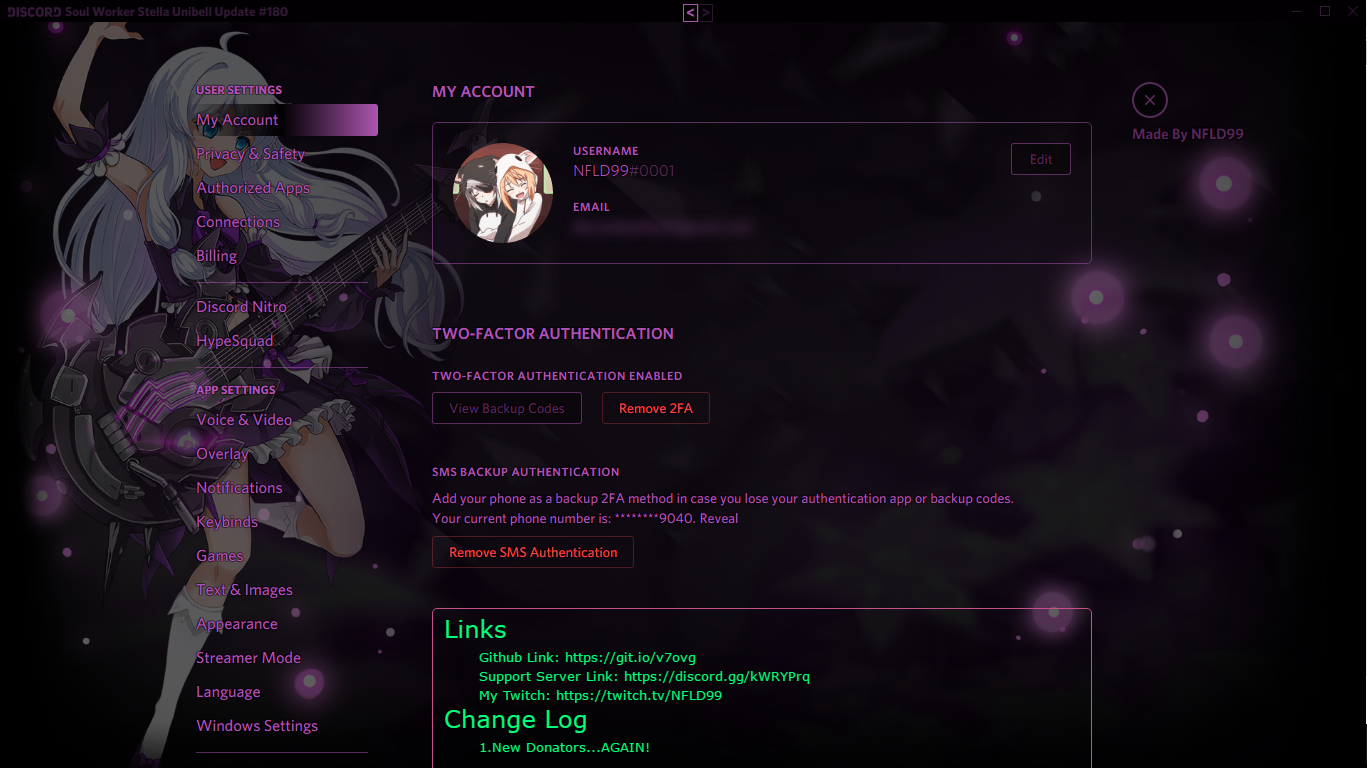 DISCORD Soul Worker Stella Unibell Update #180
< >
USER SETTINGS
My Account
Privacy & Safety
Authorized Apps
Connections
Billing
Discord Nitro
HypeSquad
APP SETTINGS
Voice & Video
Overlay
Notifications
Keybinds
Games
Text & Images
Appearance
Streamer Mode
Language
Windows Settings
MY ACCOUNT
USERNAME
NFLD99#0001
Edit
EMAIL
TWO-FACTOR AUTHENTICATION
TWO-FACTOR AUTHENTICATION ENABLED
View Backup Codes
Remove 2FA
SMS BACKUP AUTHENTICATION
Add your phone as a backup 2FA method in case you lose your authentication app or backup codes.
Your current phone number is: ********9040. Reveal
Remove SMS Authentication
Links
Github Link: https://git.io/v7ovg
Support Server Link: https://discord.gg/kWRYPrq
My Twitch: https://twitch.tv/NFLD99
Change Log
1.New Donators...AGAIN!
Made By NFLD99